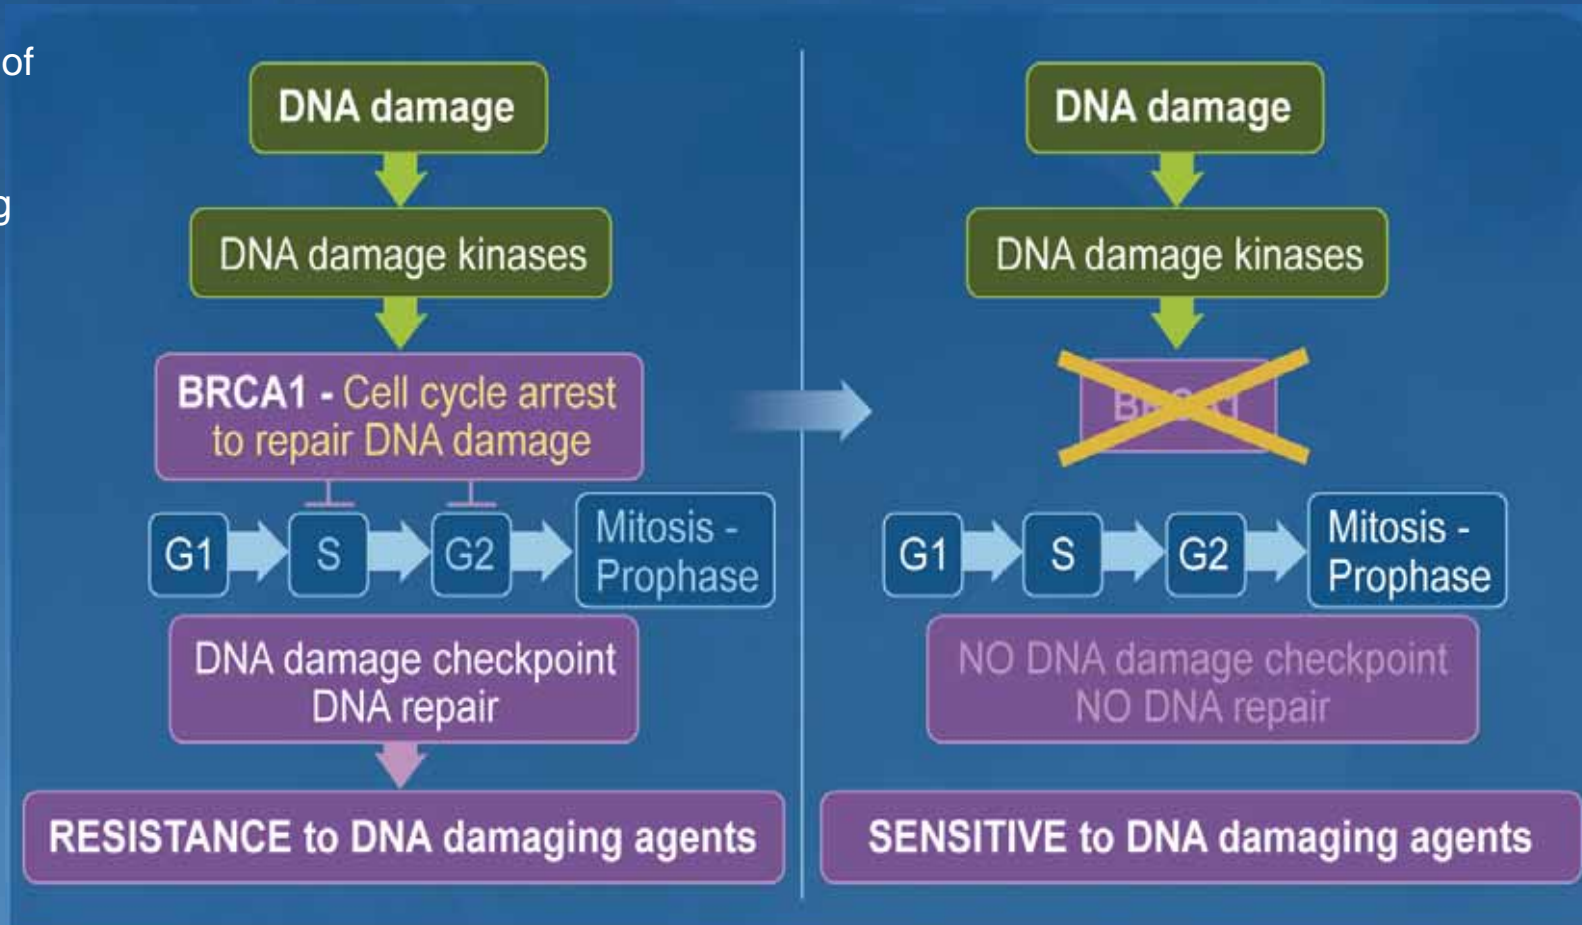 of
g
DNA damage
DNA damage kinases
BRCA1 - Cell cycle arrest
to repair DNA damage
G1
S
G2
Mitosis -
Prophase
DNA damage checkpoint
DNA repair
RESISTANCE to DNA damaging agents
DNA damage
DNA damage kinases
G1
S
G2
Mitosis -
Prophase
NO DNA damage checkpoint
NO DNA repair
SENSITIVE to DNA damaging agents